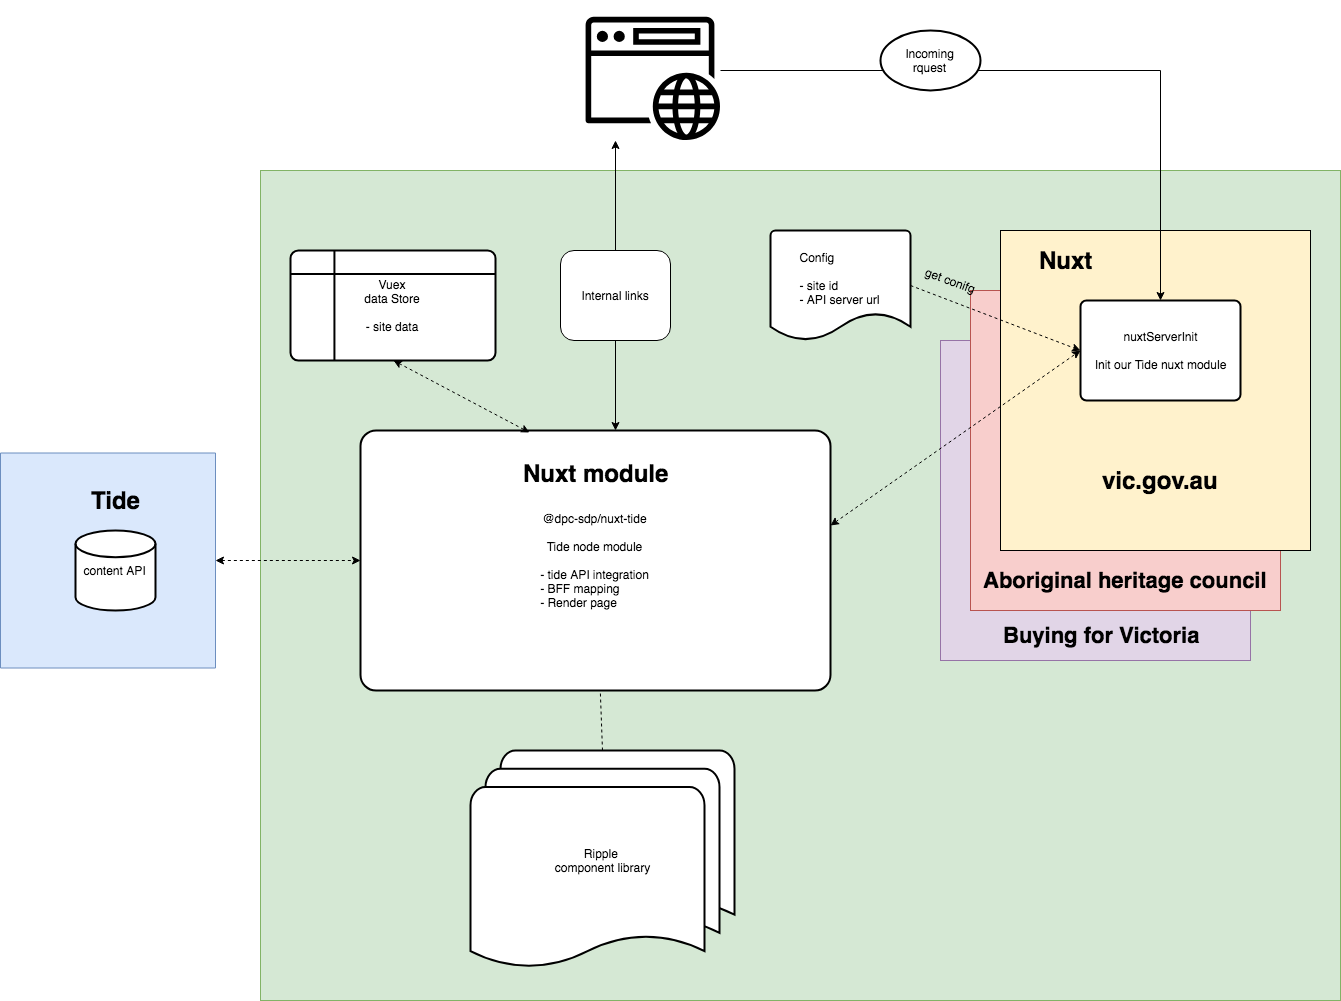 Incoming
rquest
Config
- site id
- API server url
get conifg
Nuxt
nuxtServerInit
Init our Tide nuxt module
vic.gov.au
Aboriginal heritage council
Buying for Victoria
Vuex
data Store
- site data
Internal links
Nuxt module
@dpc-sdp/nuxt-tide
Tide node module
- tide API integration
- BFF mapping
- Render page
Tide
content API
Ripple
component library